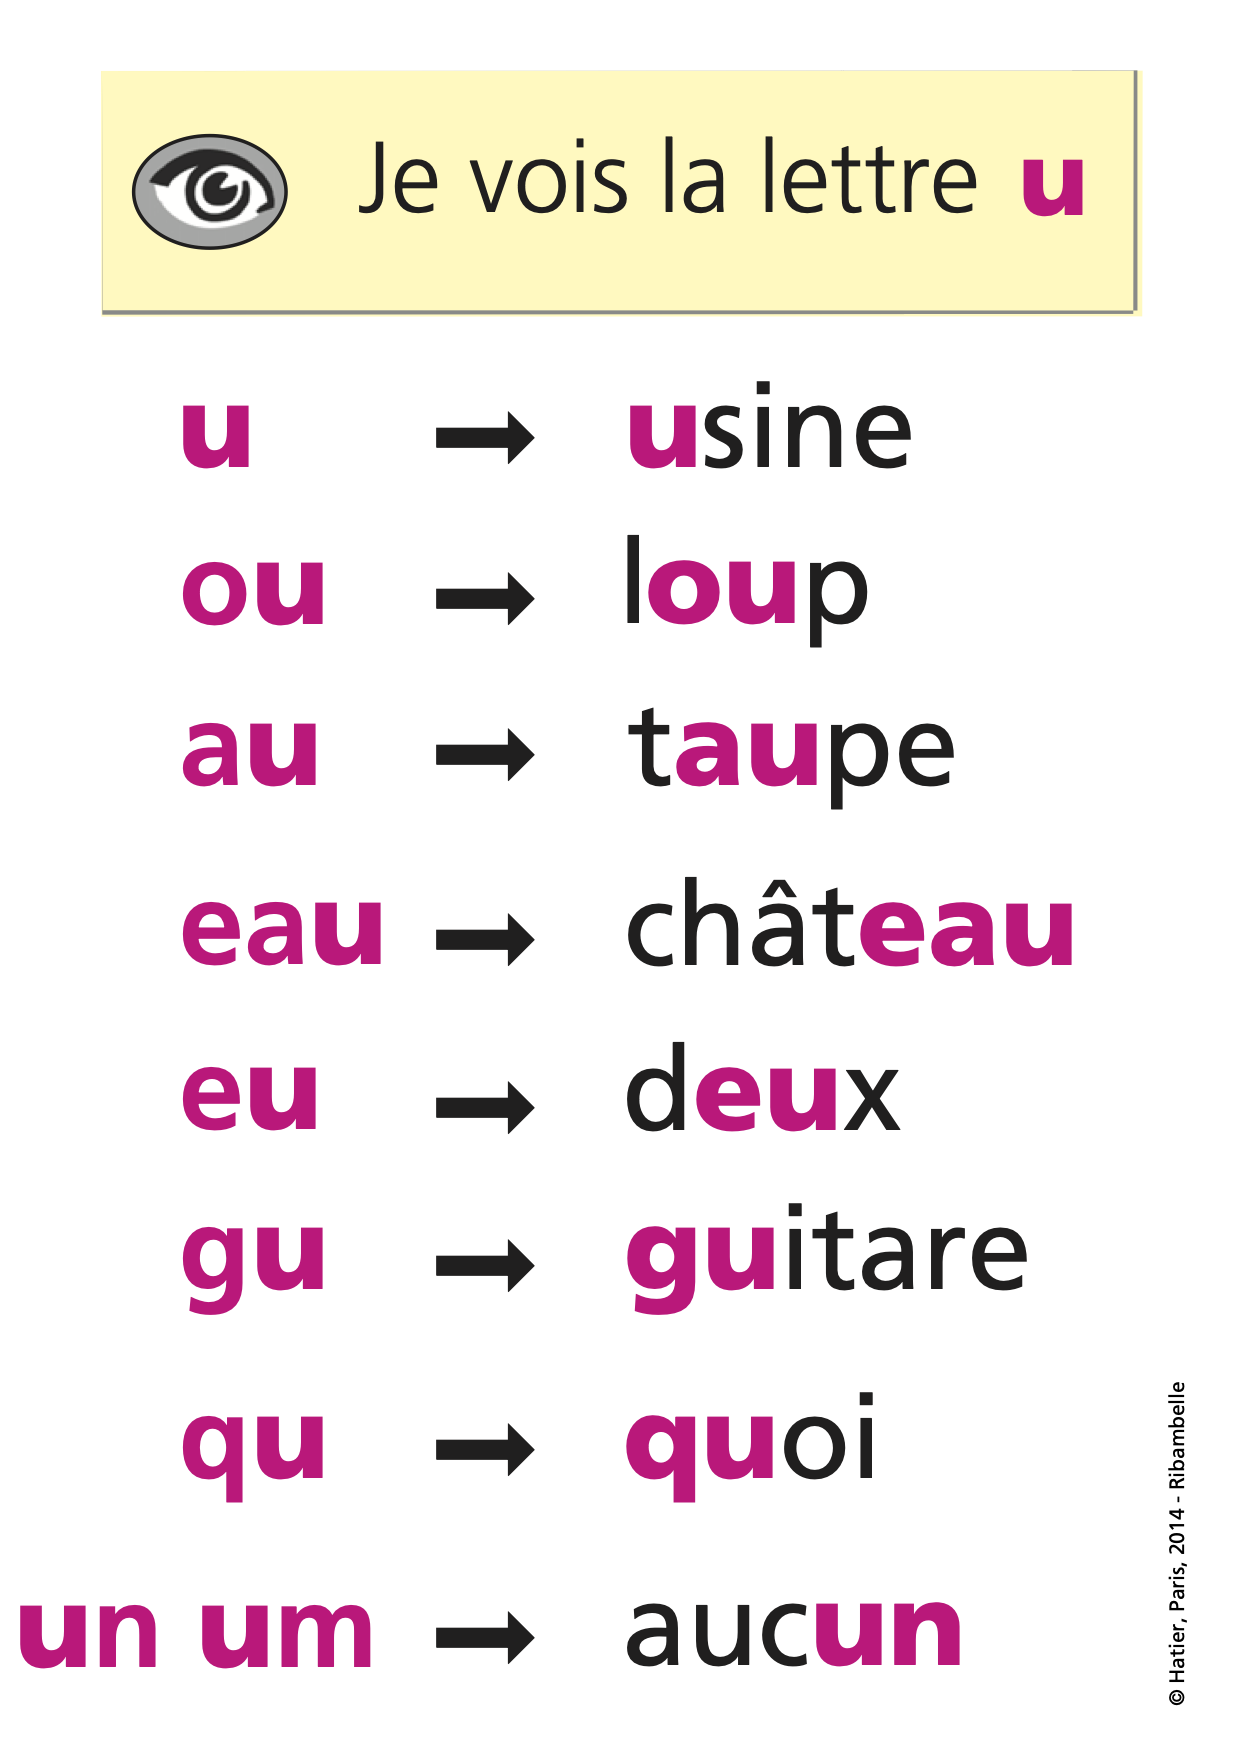 Je vois la lettre u
u → usine
ou → loup
au → taupe
eau → château
eu → deux
gu → guitare
qu → quoi
un um → aucun
© Hatier, Paris, 2014 - Ribambelle